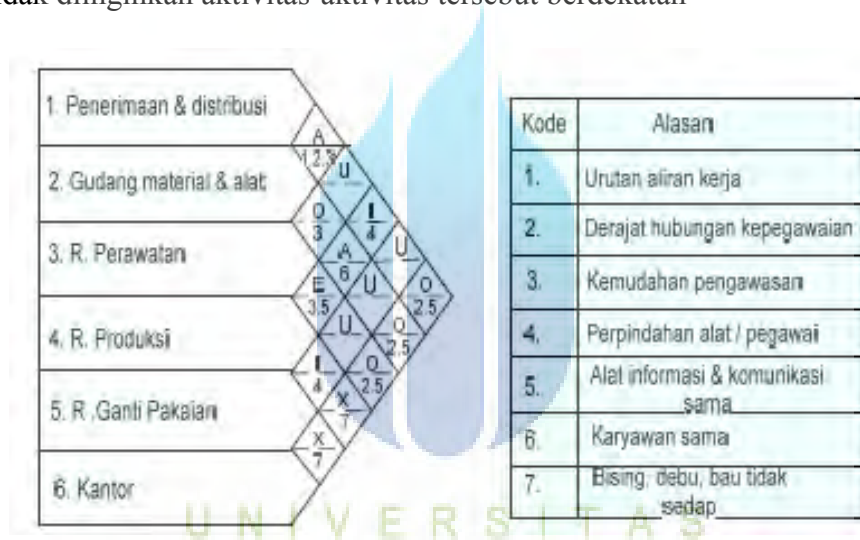 idak diinginkan aktivitas-aktivitas tersebut berdekatan
1. Penerimaan & distribusi
A
1.2.3
U
2. Gudang material & alat
O
3
I
4
U
3. R. Perawatan
A
6
E
3.5
U
O
2.5
4. R. Produksi
U
O
2.5
I
4
O
2.5
5. R .Ganti Pakaian
X
7
X
7
6. Kantor
Kode Alasan
1. Urutan aliran kerja
2. Derajat hubungan kepegawaian
3. Kemudahan pengawasan
4. Perpindahan alat / pegawai
5. Alat informasi & komunikasi
sama
6. Karyawan sama
7. Bising, debu, bau tidak
sedap
UNIVERSITAS